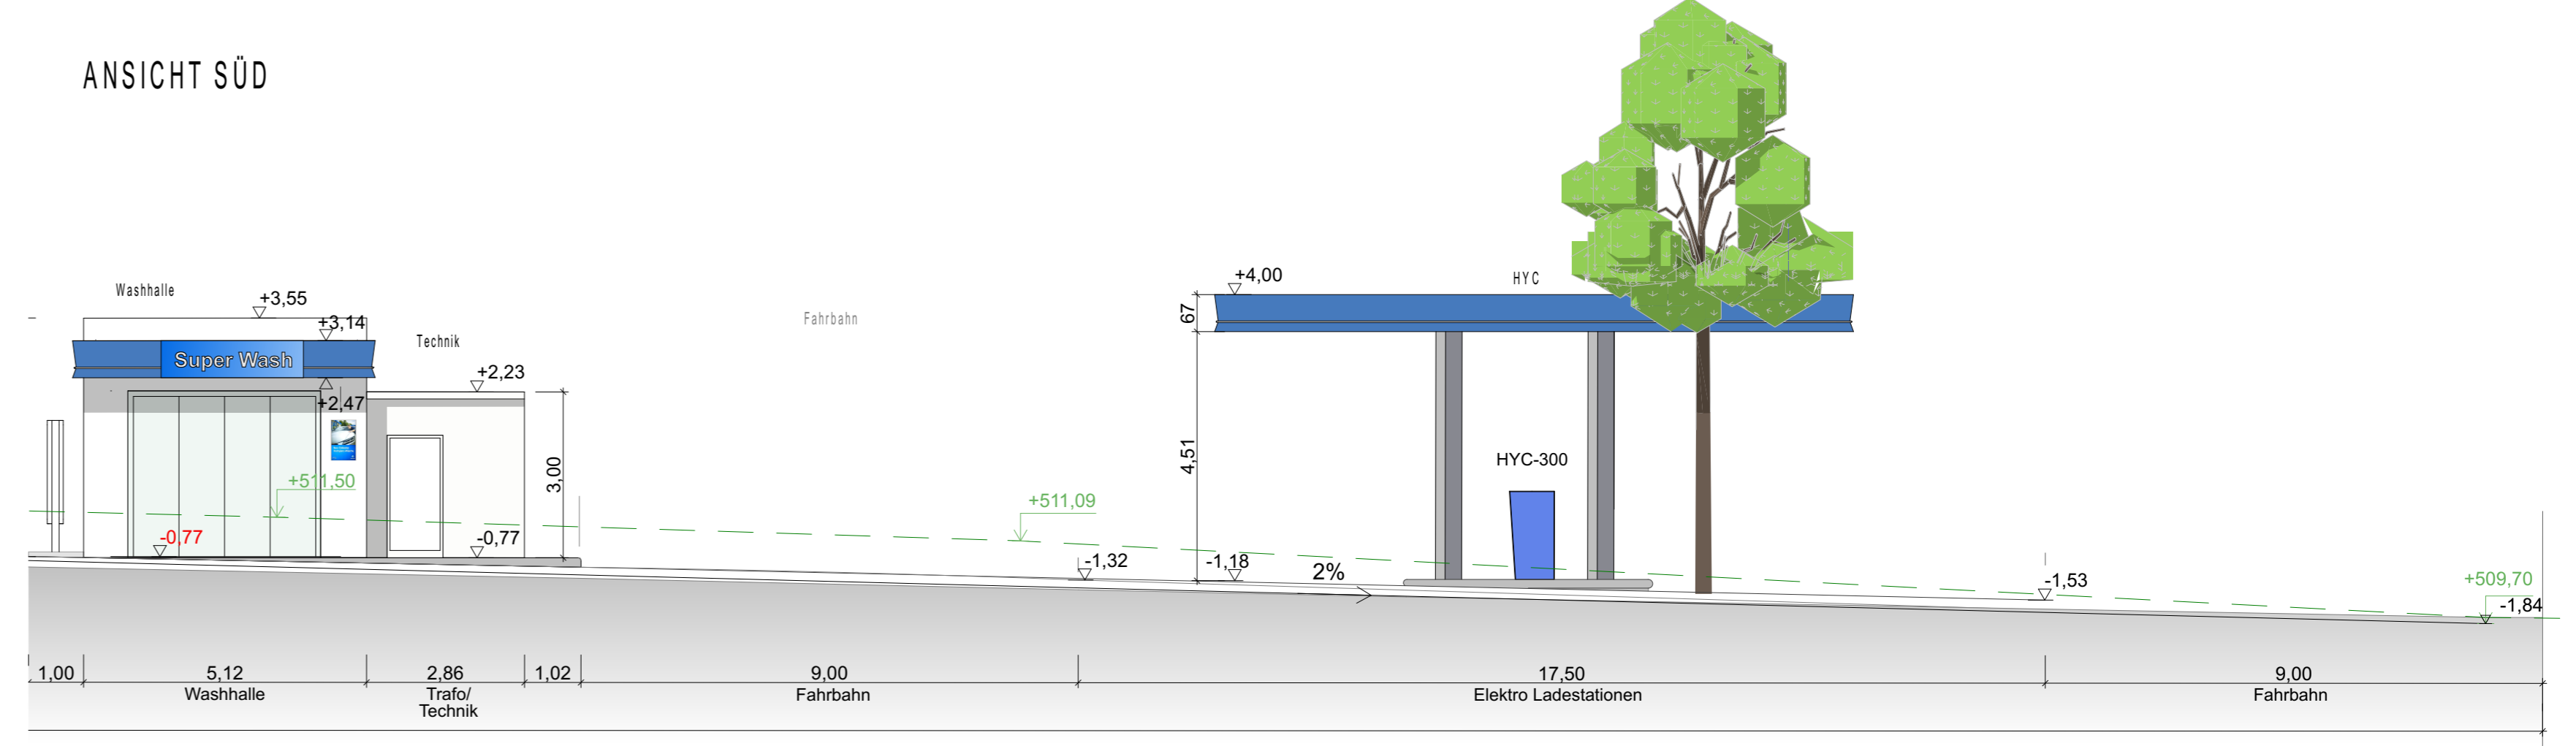 ANSICHT SÜD
Washhalle
+3,55
+3,14
Super Wash
+2,47
Technik
+2,23
3,00
+511,50
-0,77
-0,77
Fahrbahn
+511,09
-1,32
+4,00
HYC
67
4,51
-1,18
2%
HYC-300
-1,53
+509,70
-1,84
1,00
5,12
2,86
1,02
9,00
17,50
9,00
Washhalle
Trafo/
Technik
Fahrbahn
Elektro Ladestationen
Fahrbahn